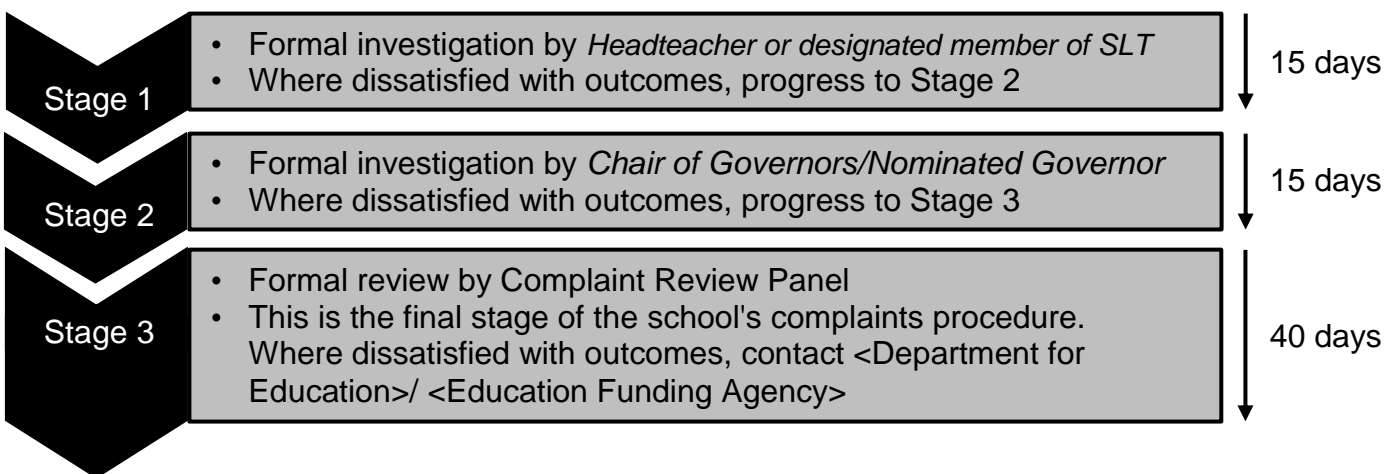 Stage 1
• Formal investigation by Headteacher or designated member of SLT
• Where dissatisfied with outcomes, progress to Stage 2
15 days
Stage 2
• Formal investigation by Chair of Governors/Nominated Governor
• Where dissatisfied with outcomes, progress to Stage 3
15 days
Stage 3
• Formal review by Complaint Review Panel
• This is the final stage of the school's complaints procedure.
Where dissatisfied with outcomes, contact <Department for
Education>/ <Education Funding Agency>
40 days